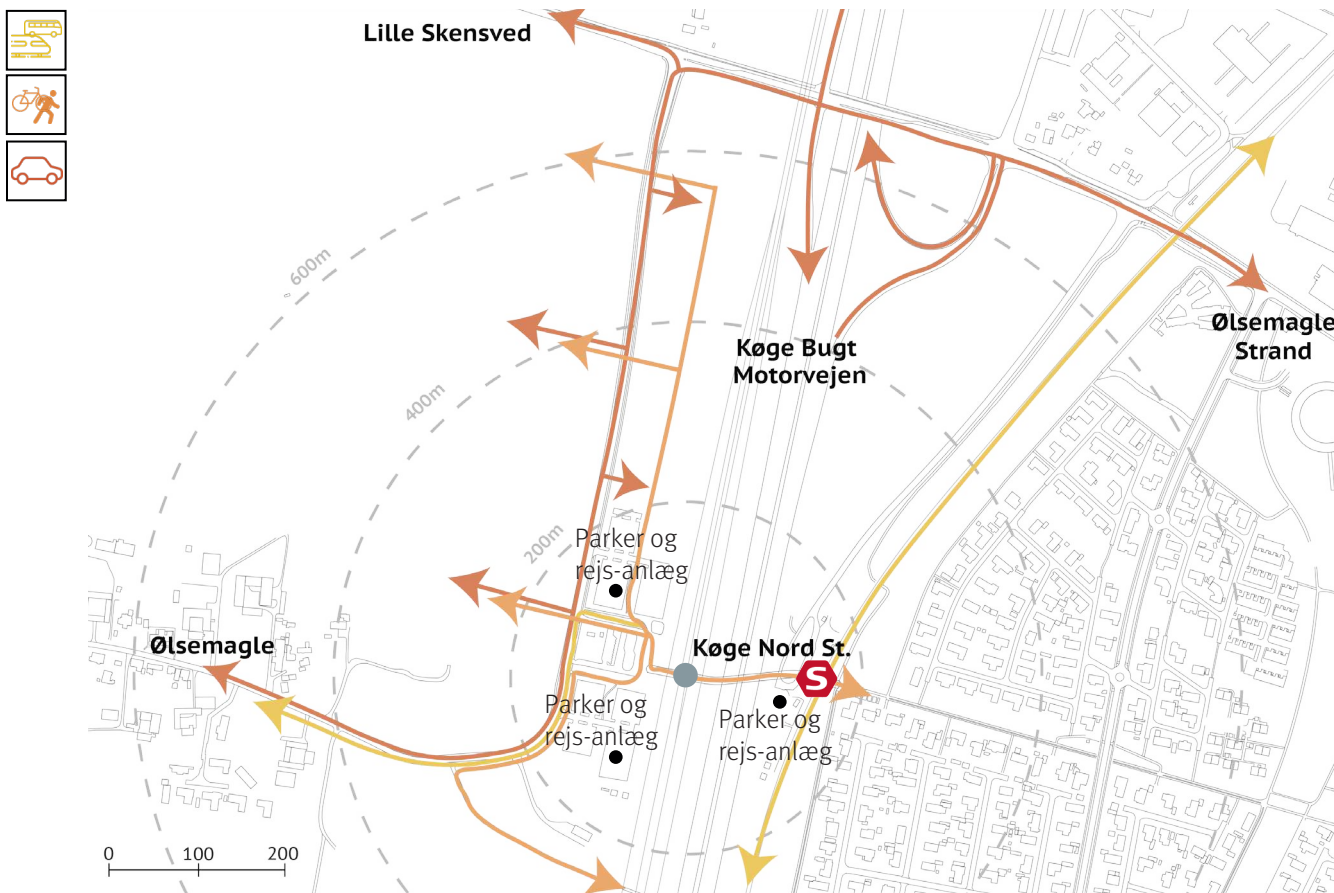 Lille Skensved
600m
Ølsemagle
Strand
Køge Bugt
Motorvejen
400m
200m
Parker og
rejs-anlæg
Ølsemagle
Køge Nord St.
S
Parker og
rejs-anlæg
Parker og
rejs-anlæg
0 100 200